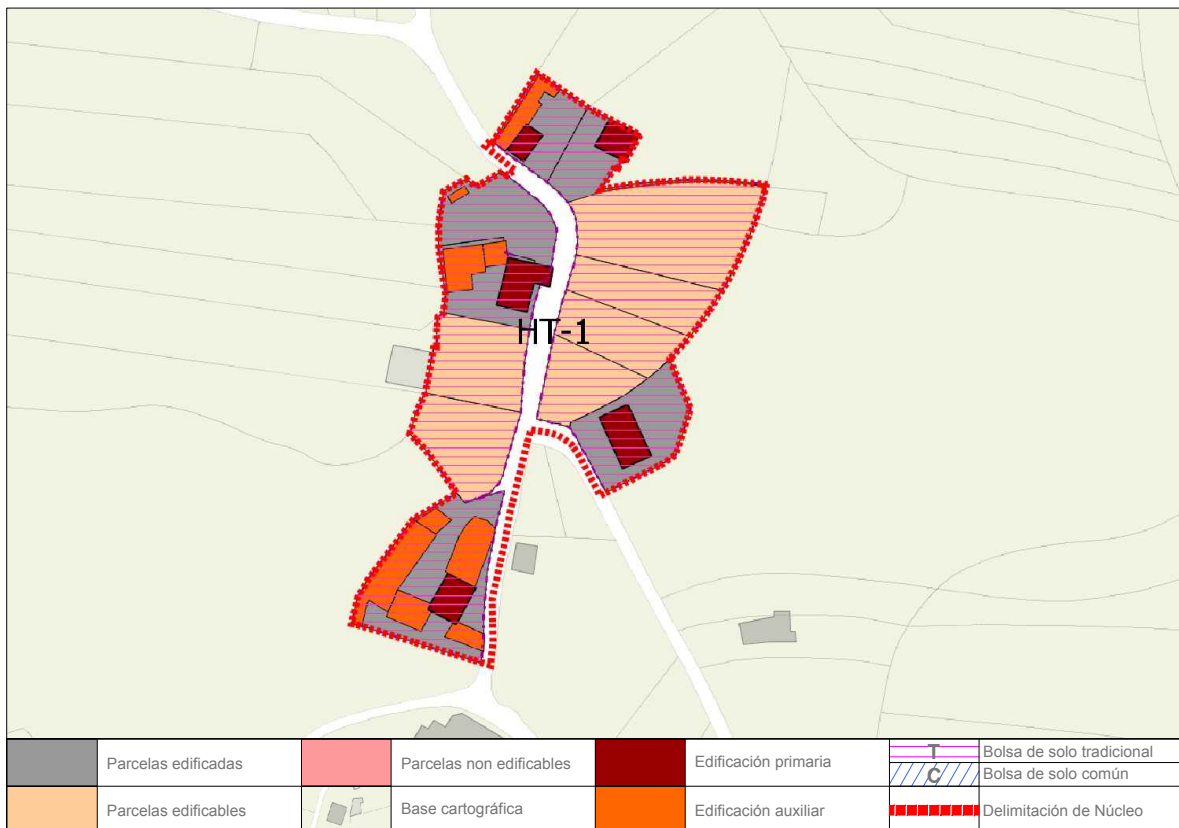 HT-1
Parcelas edificadas
Parcelas non edificables
Edificación primaria
T
Bolsa de solo tradicional
C
Bolsa de solo común
Parcelas edificables
Base cartográfica
Edificación auxiliar
Delimitación de Núcleo